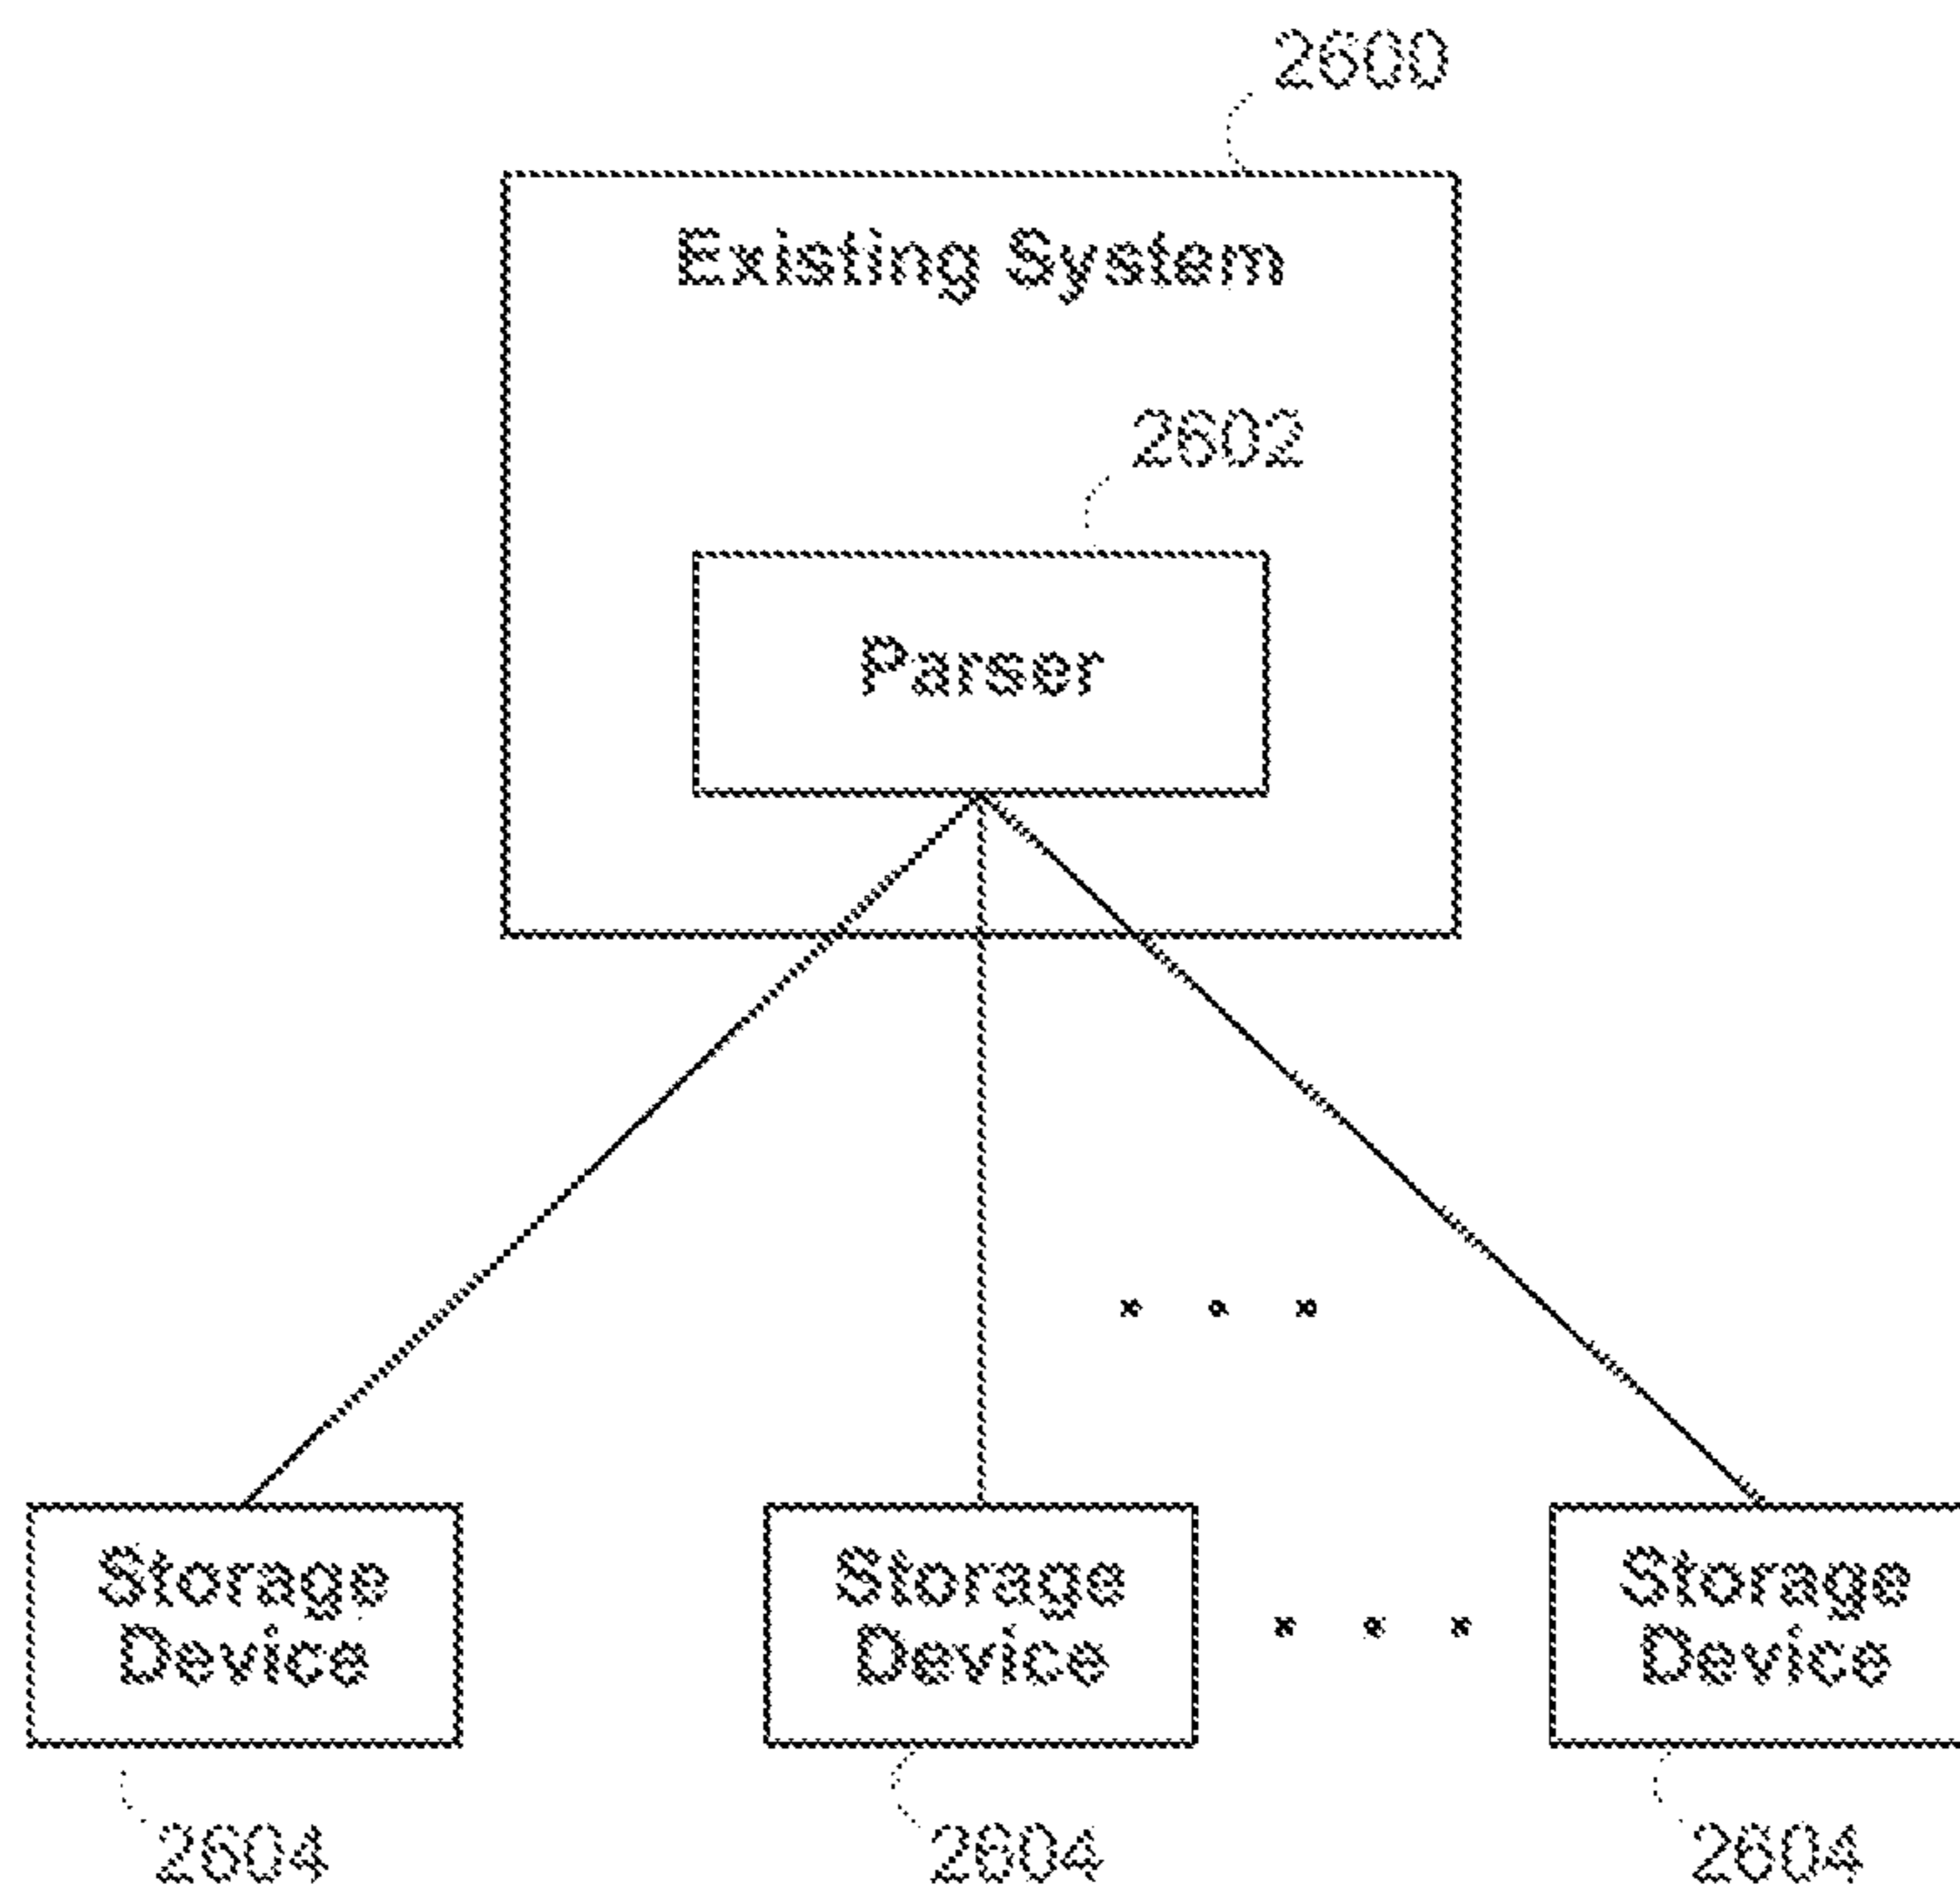 2600
Existing System
2602
Parser
Storage Device
Storage Device
Storage Device
2604
2604
2604